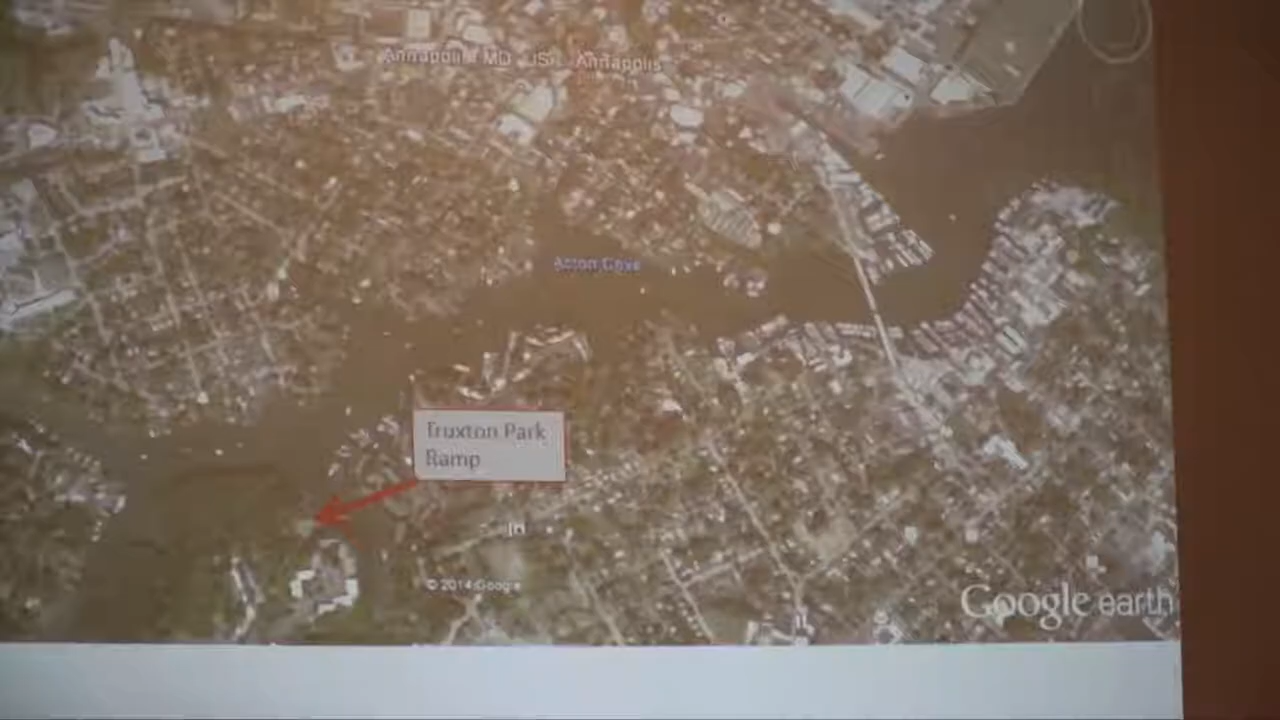 Annapolis MD US
Annapolis
Acton Cove
Truxton Park
Ramp
© 2014 Google
Google earth